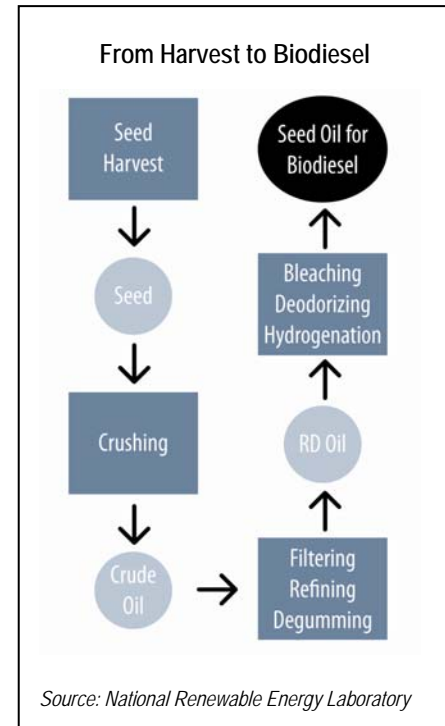 From Harvest to Biodiesel
Seed
Harvest
Seed
Crushing
Crude
Oil
Filtering
Refining
Degumming
RD Oil
Bleaching
Deodorizing
Hydrogenation
Seed Oil for
Biodiesel
Source: National Renewable Energy Laboratory